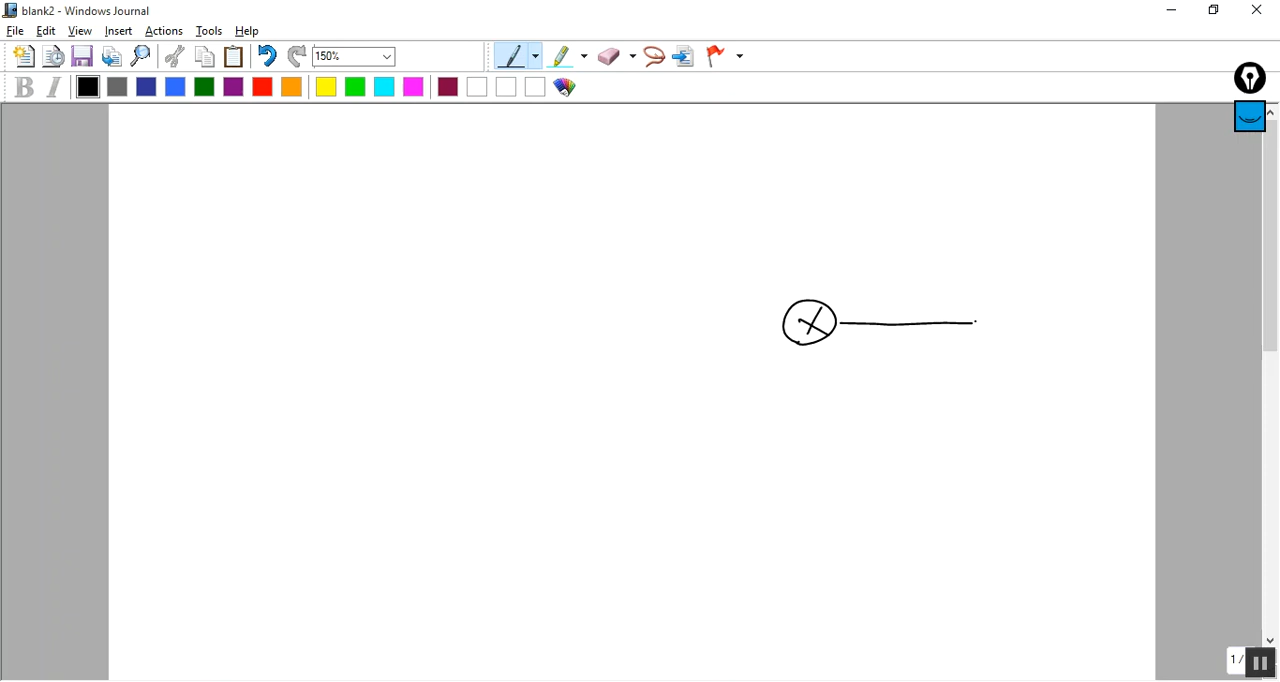 blank2 - Windows Journal
File Edit View Insert Actions Tools Help
150%
B I
X
1 /